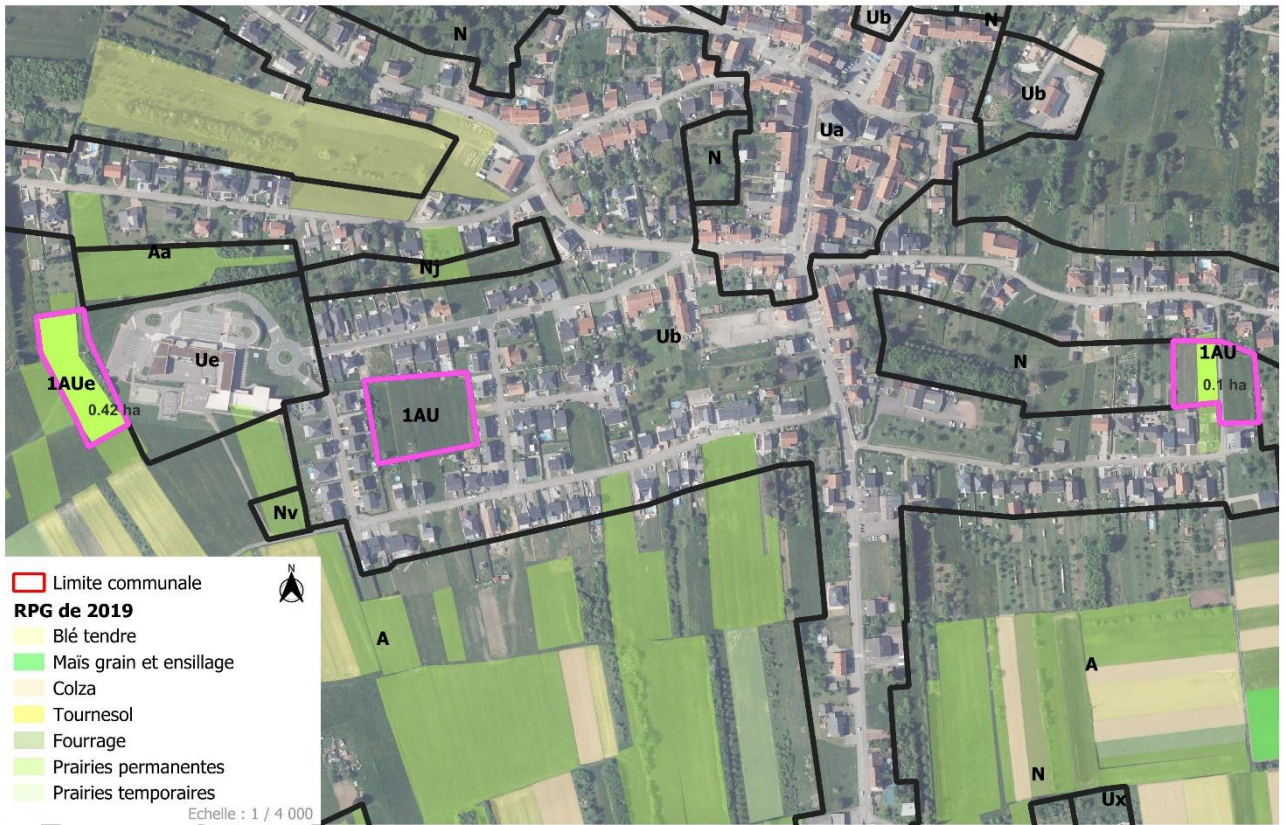 Ub
N
N
Ub
Ua
N
Aa
Nj
Ue
Ub
1AUe
0.42 ha
1AU
N
1AU
0.1 ha
Nv
A
A
N
Ux
N
Limite communale
RPG de 2019
Blé tendre
Maïs grain et ensillage
Colza
Tournesol
Fourrage
Prairies permanentes
Prairies temporaires
Echelle : 1 / 4 000